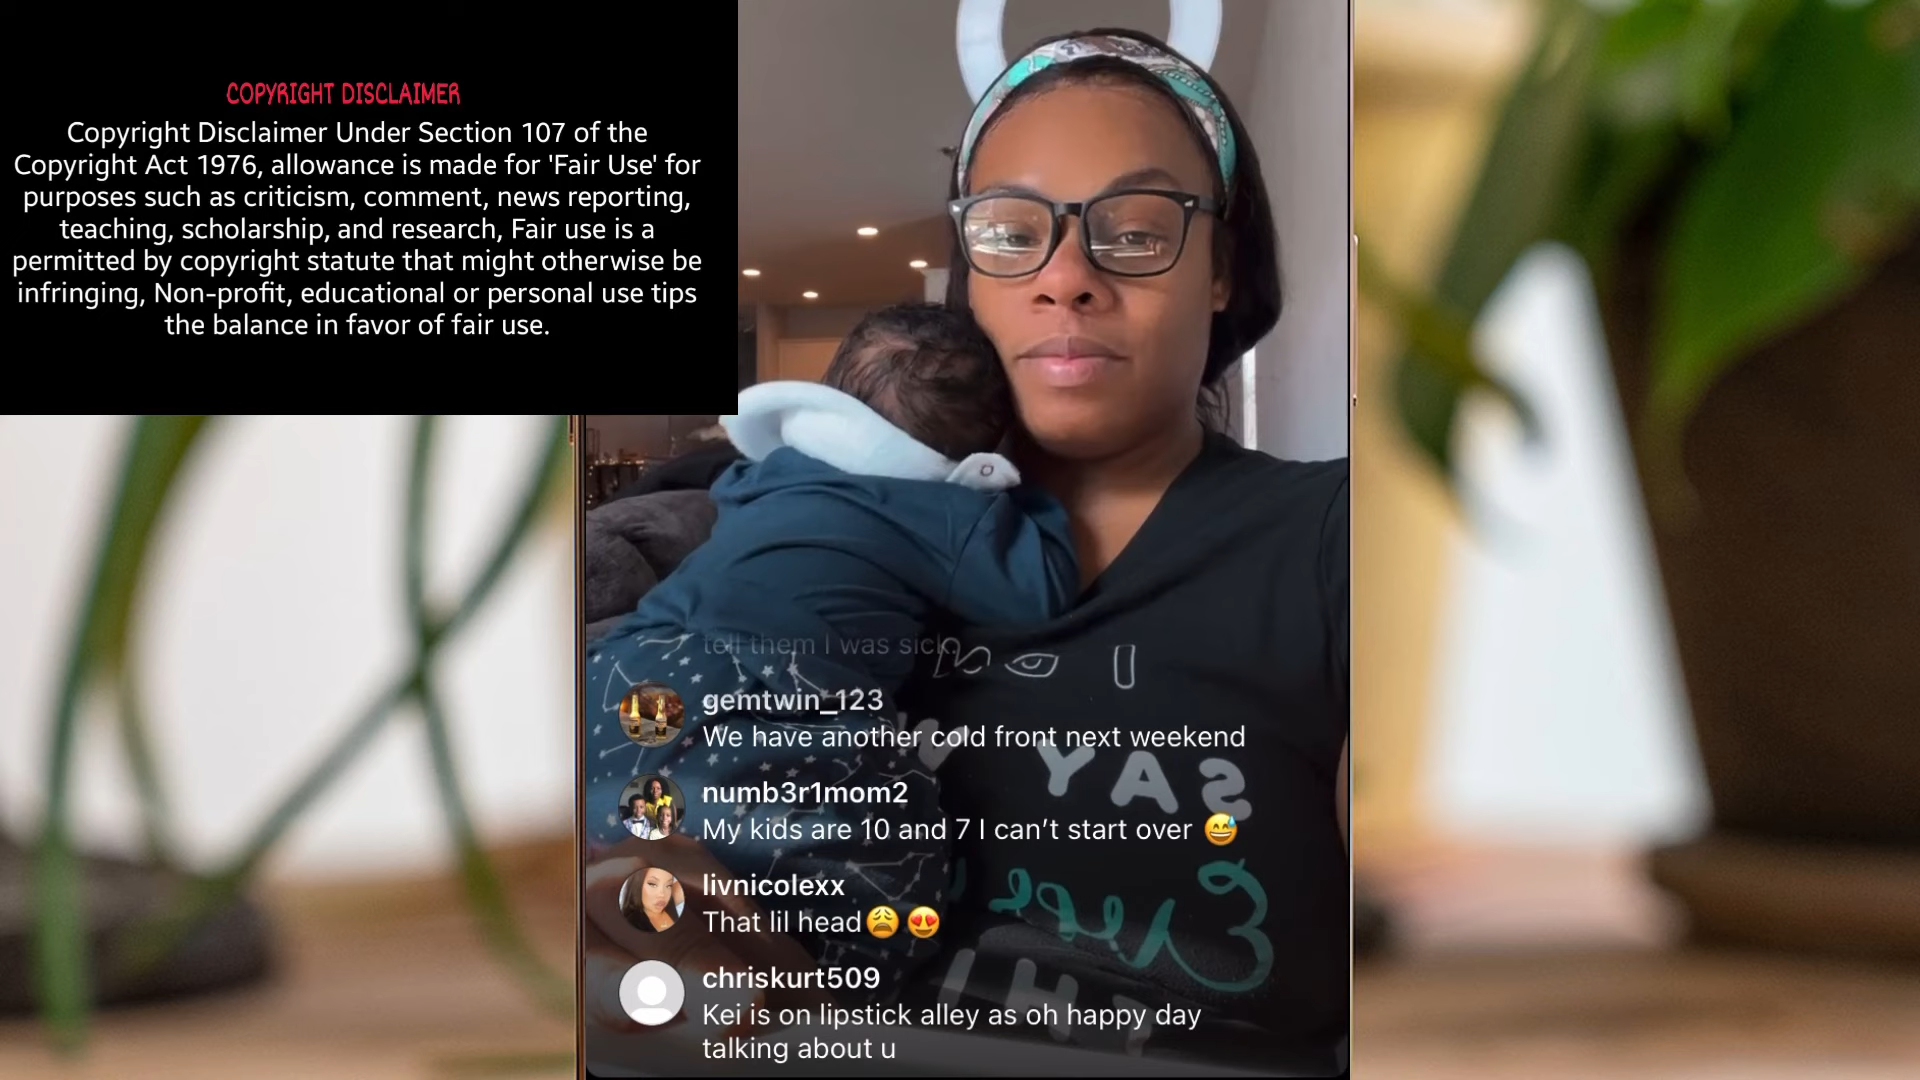 COPYRIGHT DISCLAIMER
Copyright Disclaimer Under Section 107 of the
Copyright Act 1976, allowance is made for 'Fair Use' for
purposes such as criticism, comment, news reporting,
teaching, scholarship, and research, Fair use is a
permitted by copyright statute that might otherwise be
infringing, Non-profit, educational or personal use tips
the balance in favor of fair use.
tell them I was sick.
gemtwin_123
We have another cold front next weekend
numb3r1mom2
My kids are 10 and 7 I can’t start over 😅
livnicolexx
That lil head😩😍
chriskurt509
Kei is on lipstick alley as oh happy day
talking about u
I
SAY